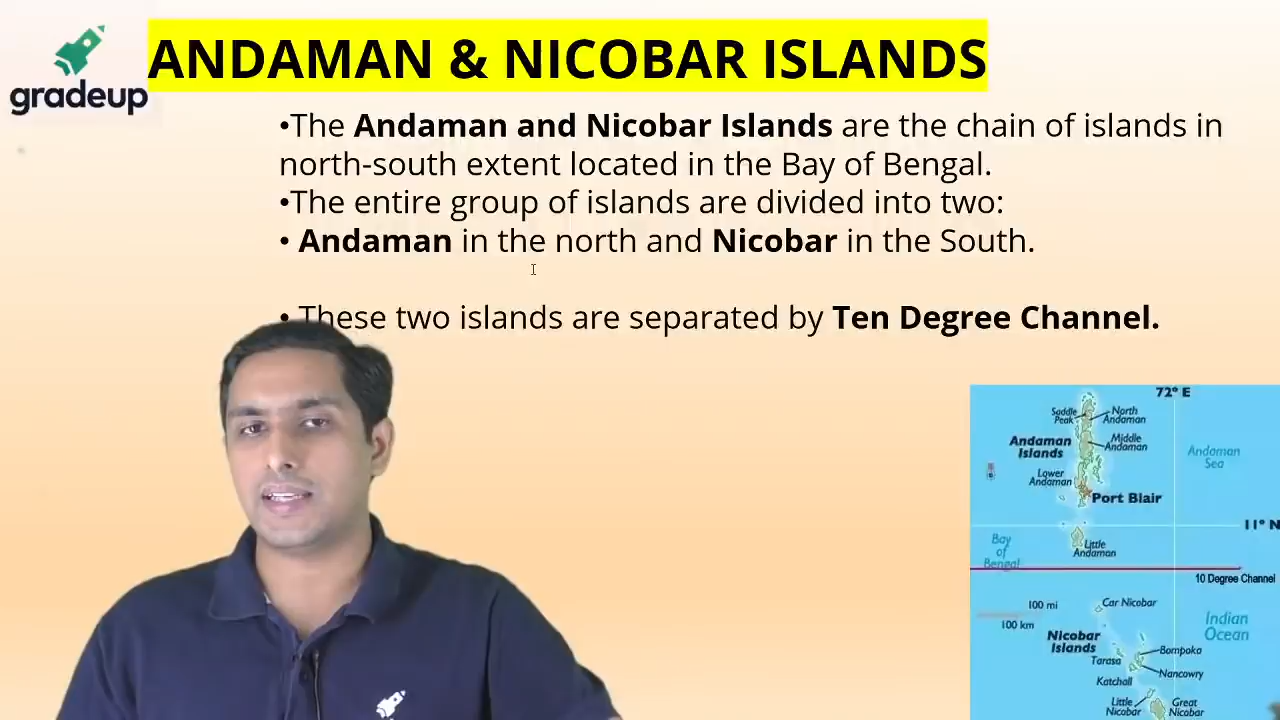 ANDAMAN & NICOBAR ISLANDS
gradeup
•The Andaman and Nicobar Islands are the chain of islands in
north-south extent located in the Bay of Bengal.
•The entire group of islands are divided into two:
• Andaman in the north and Nicobar in the South.
• These two islands are separated by Ten Degree Channel.
72° E
Saddle
Peak
North
Andaman
Andaman
Islands
Middle
Andaman
Andaman
Sea
Lower
Andaman
Port Blair
11° N
Bay
of
Bengal
Little
Andaman
10 Degree Channel
100 mi
100 km
Car Nicobar
Indian
Ocean
Nicobar
Islands
Bompoka
Tarasa
Nancowry
Katchall
Little
Nicobar
Great
Nicobar